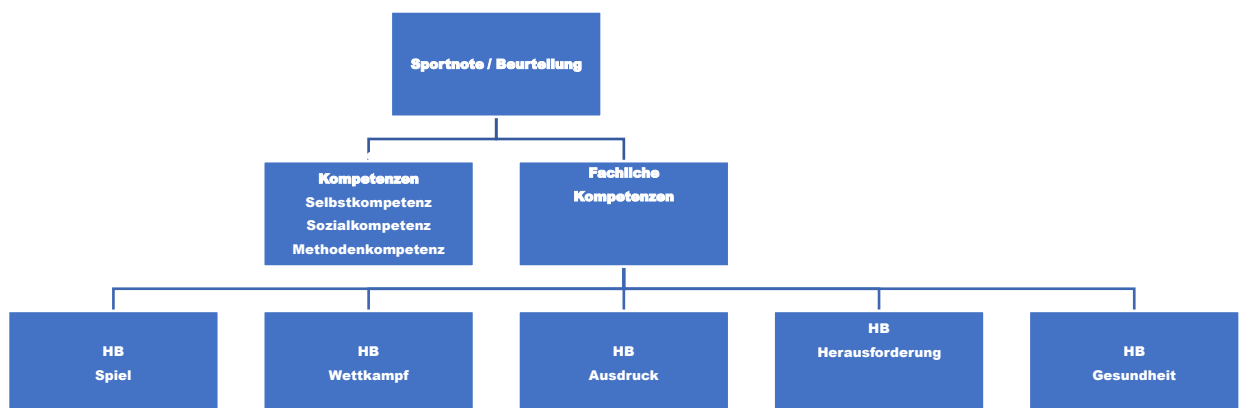 Sportnote / Beurteilung
Kompetenzen
Selbstkompetenz
Sozialkompetenz
Methodenkompetenz
Fachliche
Kompetenzen
HB
Spiel
HB
Wettkampf
HB
Ausdruck
HB
Herausforderung
HB
Gesundheit